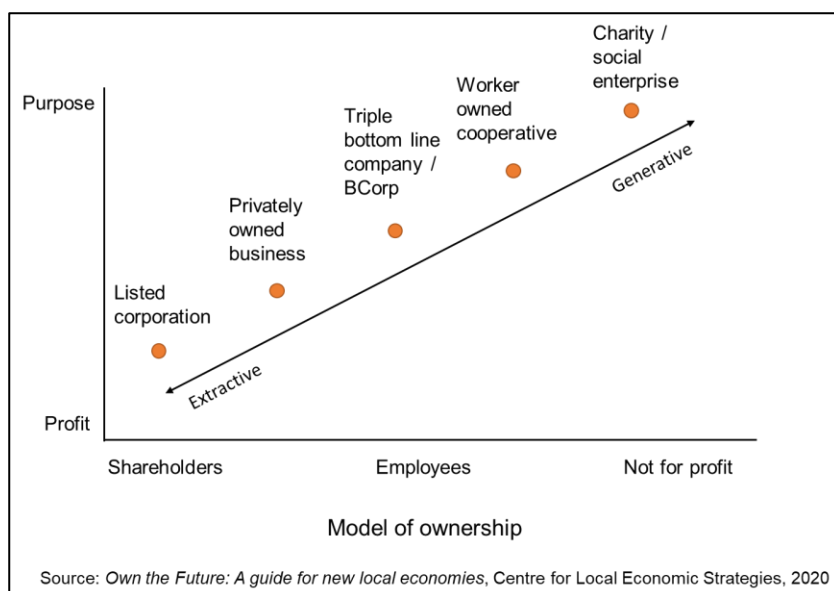 Charity /
social
enterprise
Purpose
Worker
owned
cooperative
Triple
bottom line
company /
BCorp
Generative
Privately
owned
business
Listed
corporation
Extractive
Profit
Shareholders
Employees
Not for profit
Model of ownership
Source: Own the Future: A guide for new local economies, Centre for Local Economic Strategies, 2020